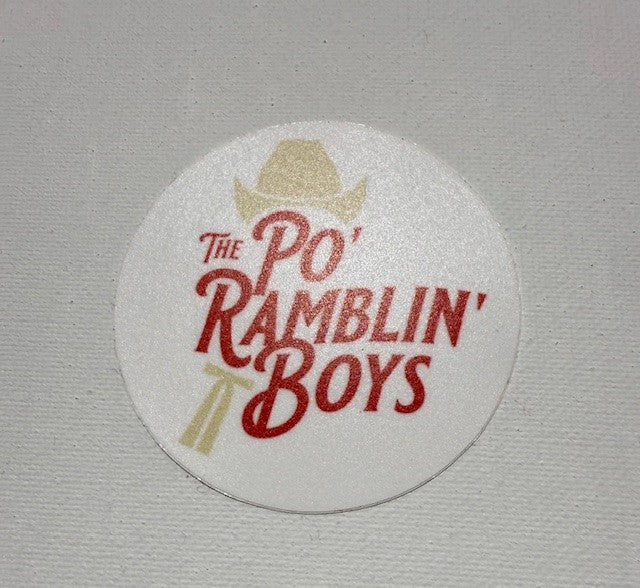 The Po'
Ramblin'
Boys